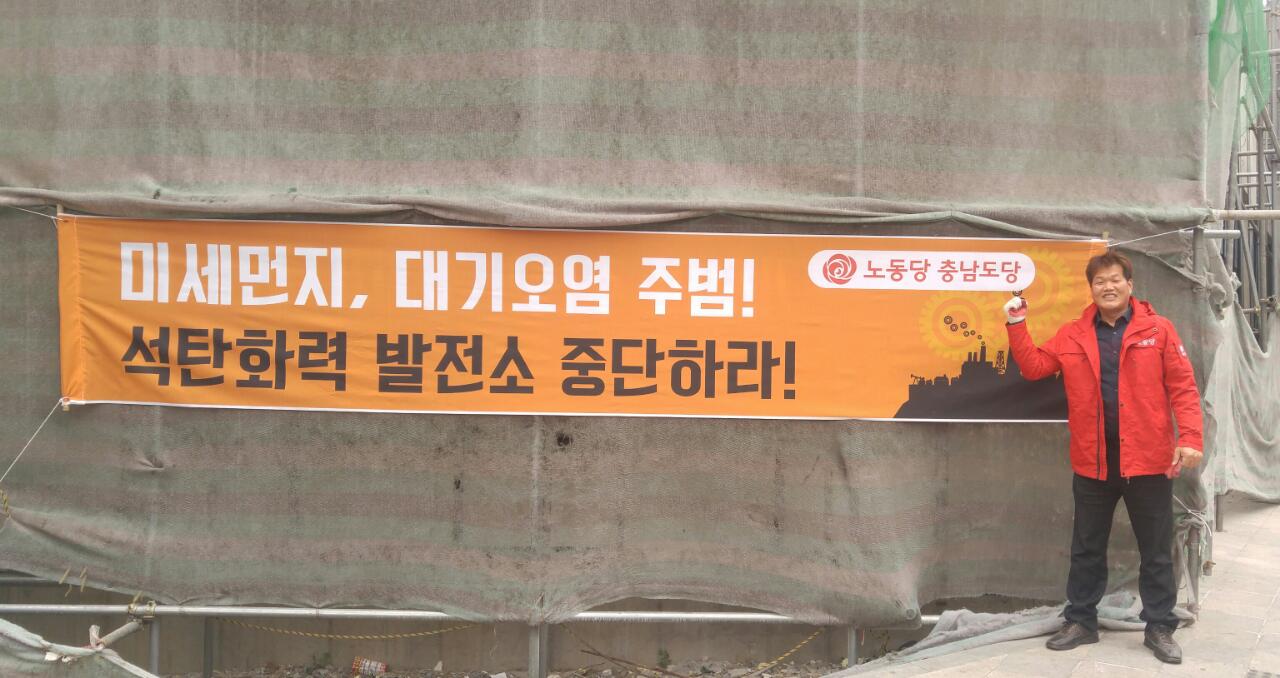 미세먼지, 대기오염 주범!
석탄화력 발전소 중단하라!
노동당 충남도당